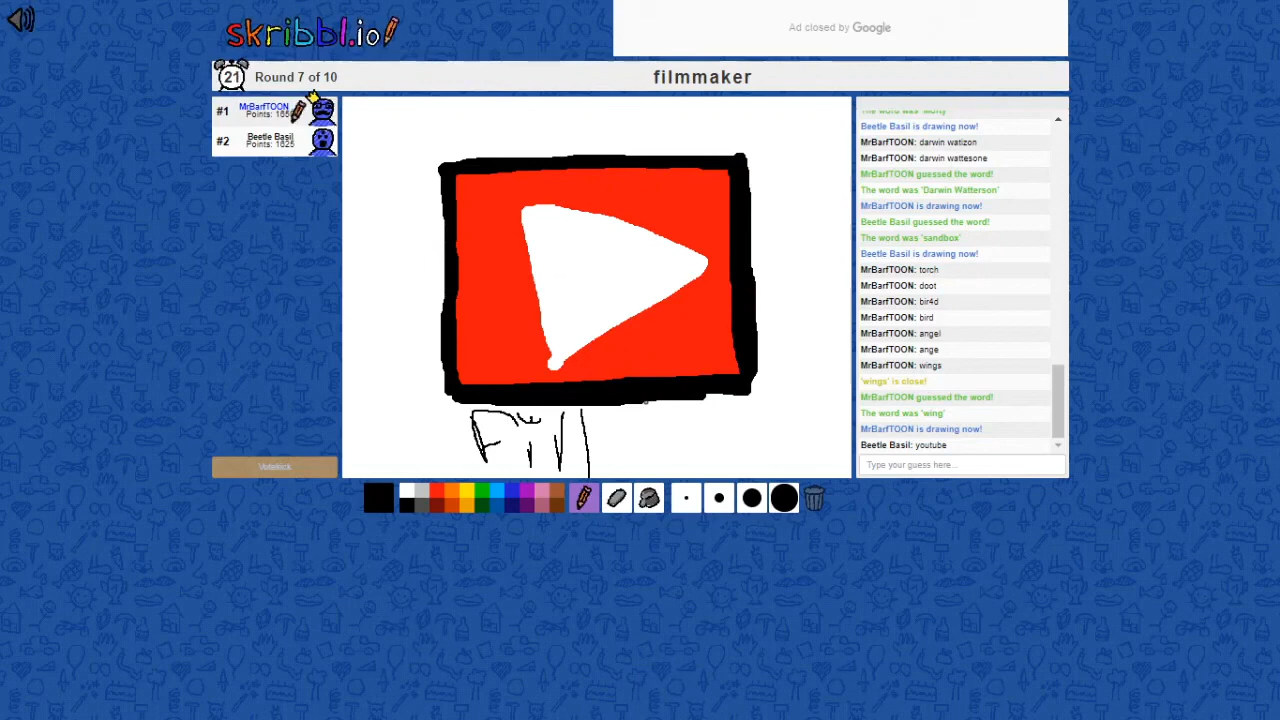 skribbl.io
Ad closed by Google
21
Round 7 of 10
filmmaker
#1
MrBarfTOON
Points: 1650
#2
Beetle Basil
Points: 1625
Votekick
Beetle Basil is drawing now!
MrBarfTOON: darwin watizon
MrBarfTOON: darwin wattesone
MrBarfTOON guessed the word!
The word was 'Darwin Watterson'
MrBarfTOON is drawing now!
Beetle Basil guessed the word!
The word was 'sandbox'
Beetle Basil is drawing now!
MrBarfTOON: torch
MrBarfTOON: doot
MrBarfTOON: bir4d
MrBarfTOON: bird
MrBarfTOON: angel
MrBarfTOON: ange
MrBarfTOON: wings
'wings' is close!
MrBarfTOON guessed the word!
The word was 'wing'
MrBarfTOON is drawing now!
Beetle Basil: youtube
Type your guess here...